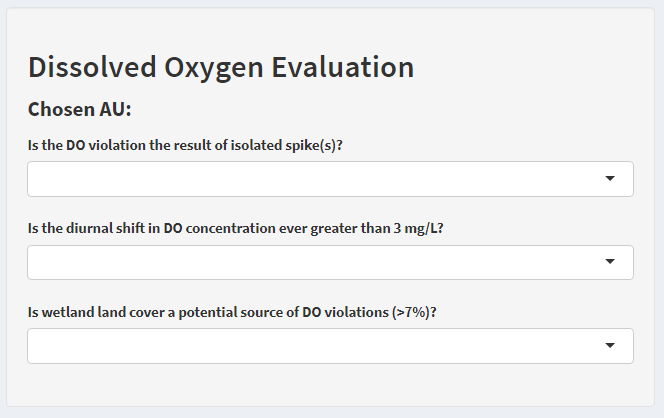 Dissolved Oxygen Evaluation
Chosen AU:
Is the DO violation the result of isolated spike(s)?
Is the diurnal shift in DO concentration ever greater than 3 mg/L?
Is wetland land cover a potential source of DO violations (>7%)?